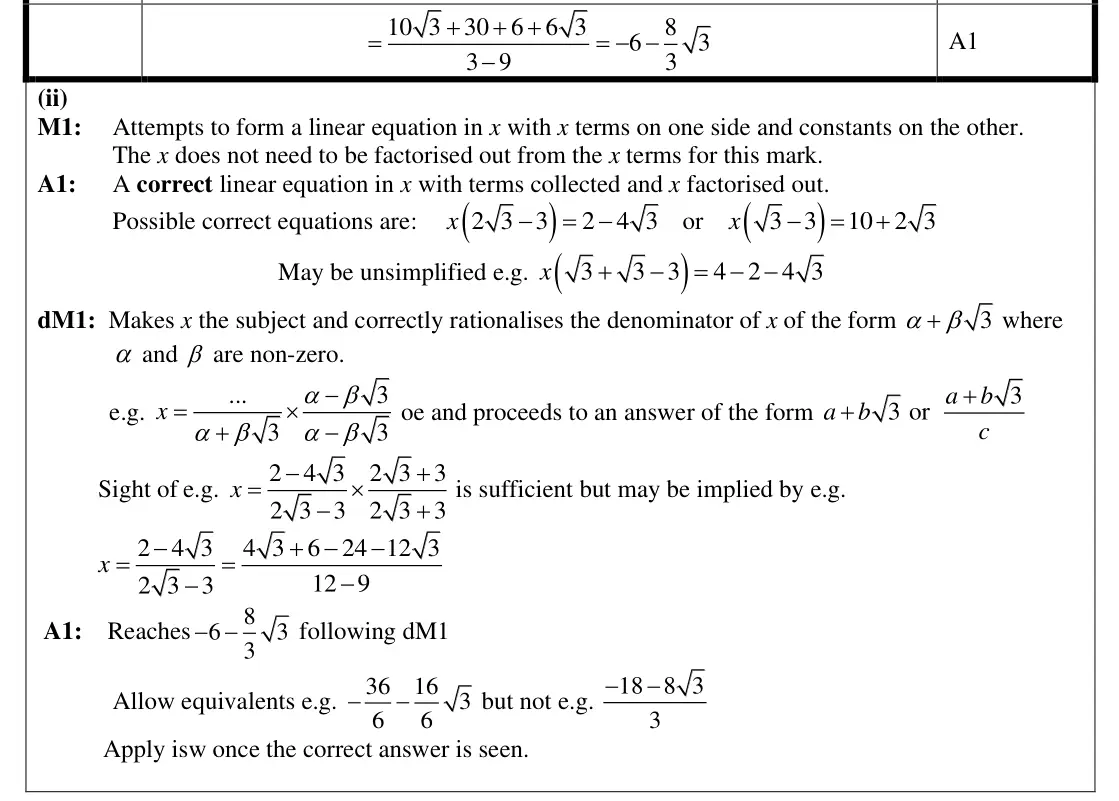 = (10√3 + 30 + 6 + 6√3)/(3 − 9) = −6 − (8/3)√3 A1
(ii)
M1: Attempts to form a linear equation in x with x terms on one side and constants on the other.
The x does not need to be factorised out from the x terms for this mark.
A1: A correct linear equation in x with terms collected and x factorised out.
Possible correct equations are: x(2√3 − 3) = 2 − 4√3 or x(√3 − 3) = 10 + 2√3
May be unsimplified e.g. x(√3 + √3 − 3) = 4 − 2 − 4√3
dM1: Makes x the subject and correctly rationalises the denominator of x of the form α + β√3 where
α and β are non-zero.
e.g. x = .../(α + β√3) × (α − β√3)/(α − β√3) oe and proceeds to an answer of the form a + b√3 or (a + b√3)/c
Sight of e.g. x = (2 − 4√3)/(2√3 − 3) × (2√3 + 3)/(2√3 + 3) is sufficient but may be implied by e.g.
x = (2 − 4√3)/(2√3 − 3) = (4√3 + 6 − 24 − 12√3)/(12 − 9)
A1: Reaches −6 − (8/3)√3 following dM1
Allow equivalents e.g. −36/6 − (16/6)√3 but not e.g. (−18 − 8√3)/3
Apply isw once the correct answer is seen.